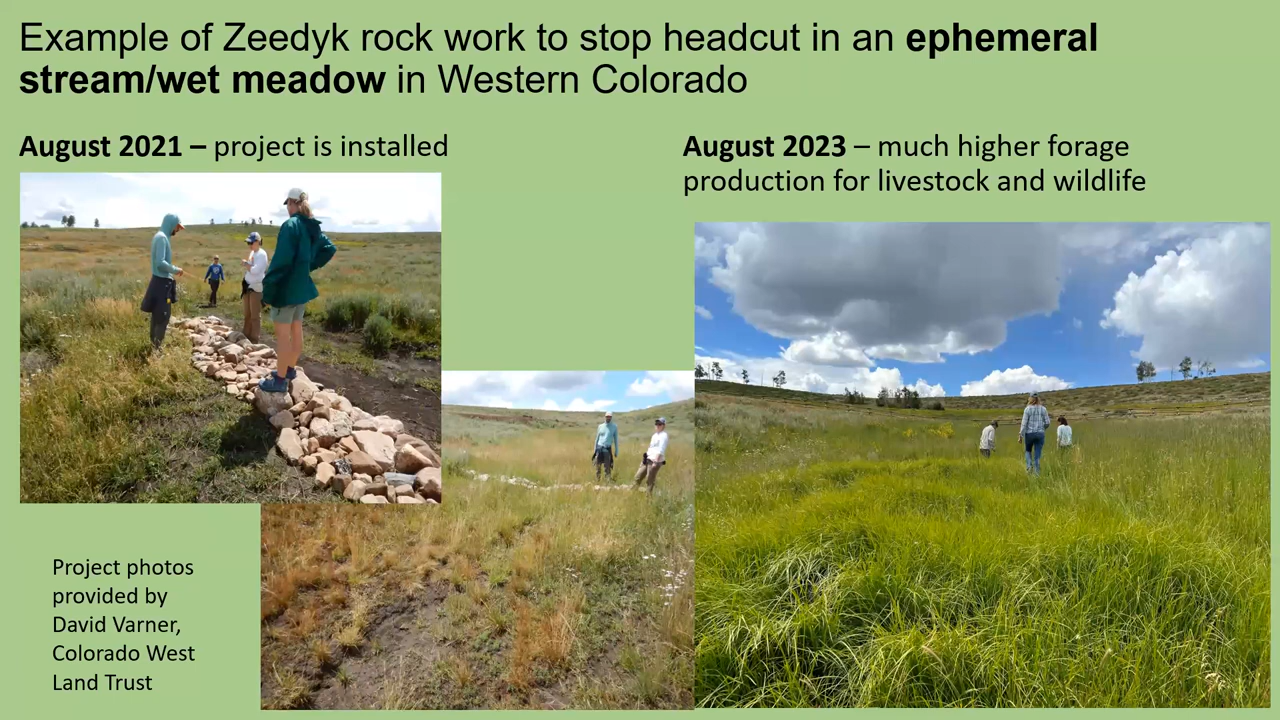 Example of Zeedyk rock work to stop headcut in an ephemeral
stream/wet meadow in Western Colorado
August 2021 – project is installed
August 2023 – much higher forage
production for livestock and wildlife
Project photos
provided by
David Varner,
Colorado West
Land Trust